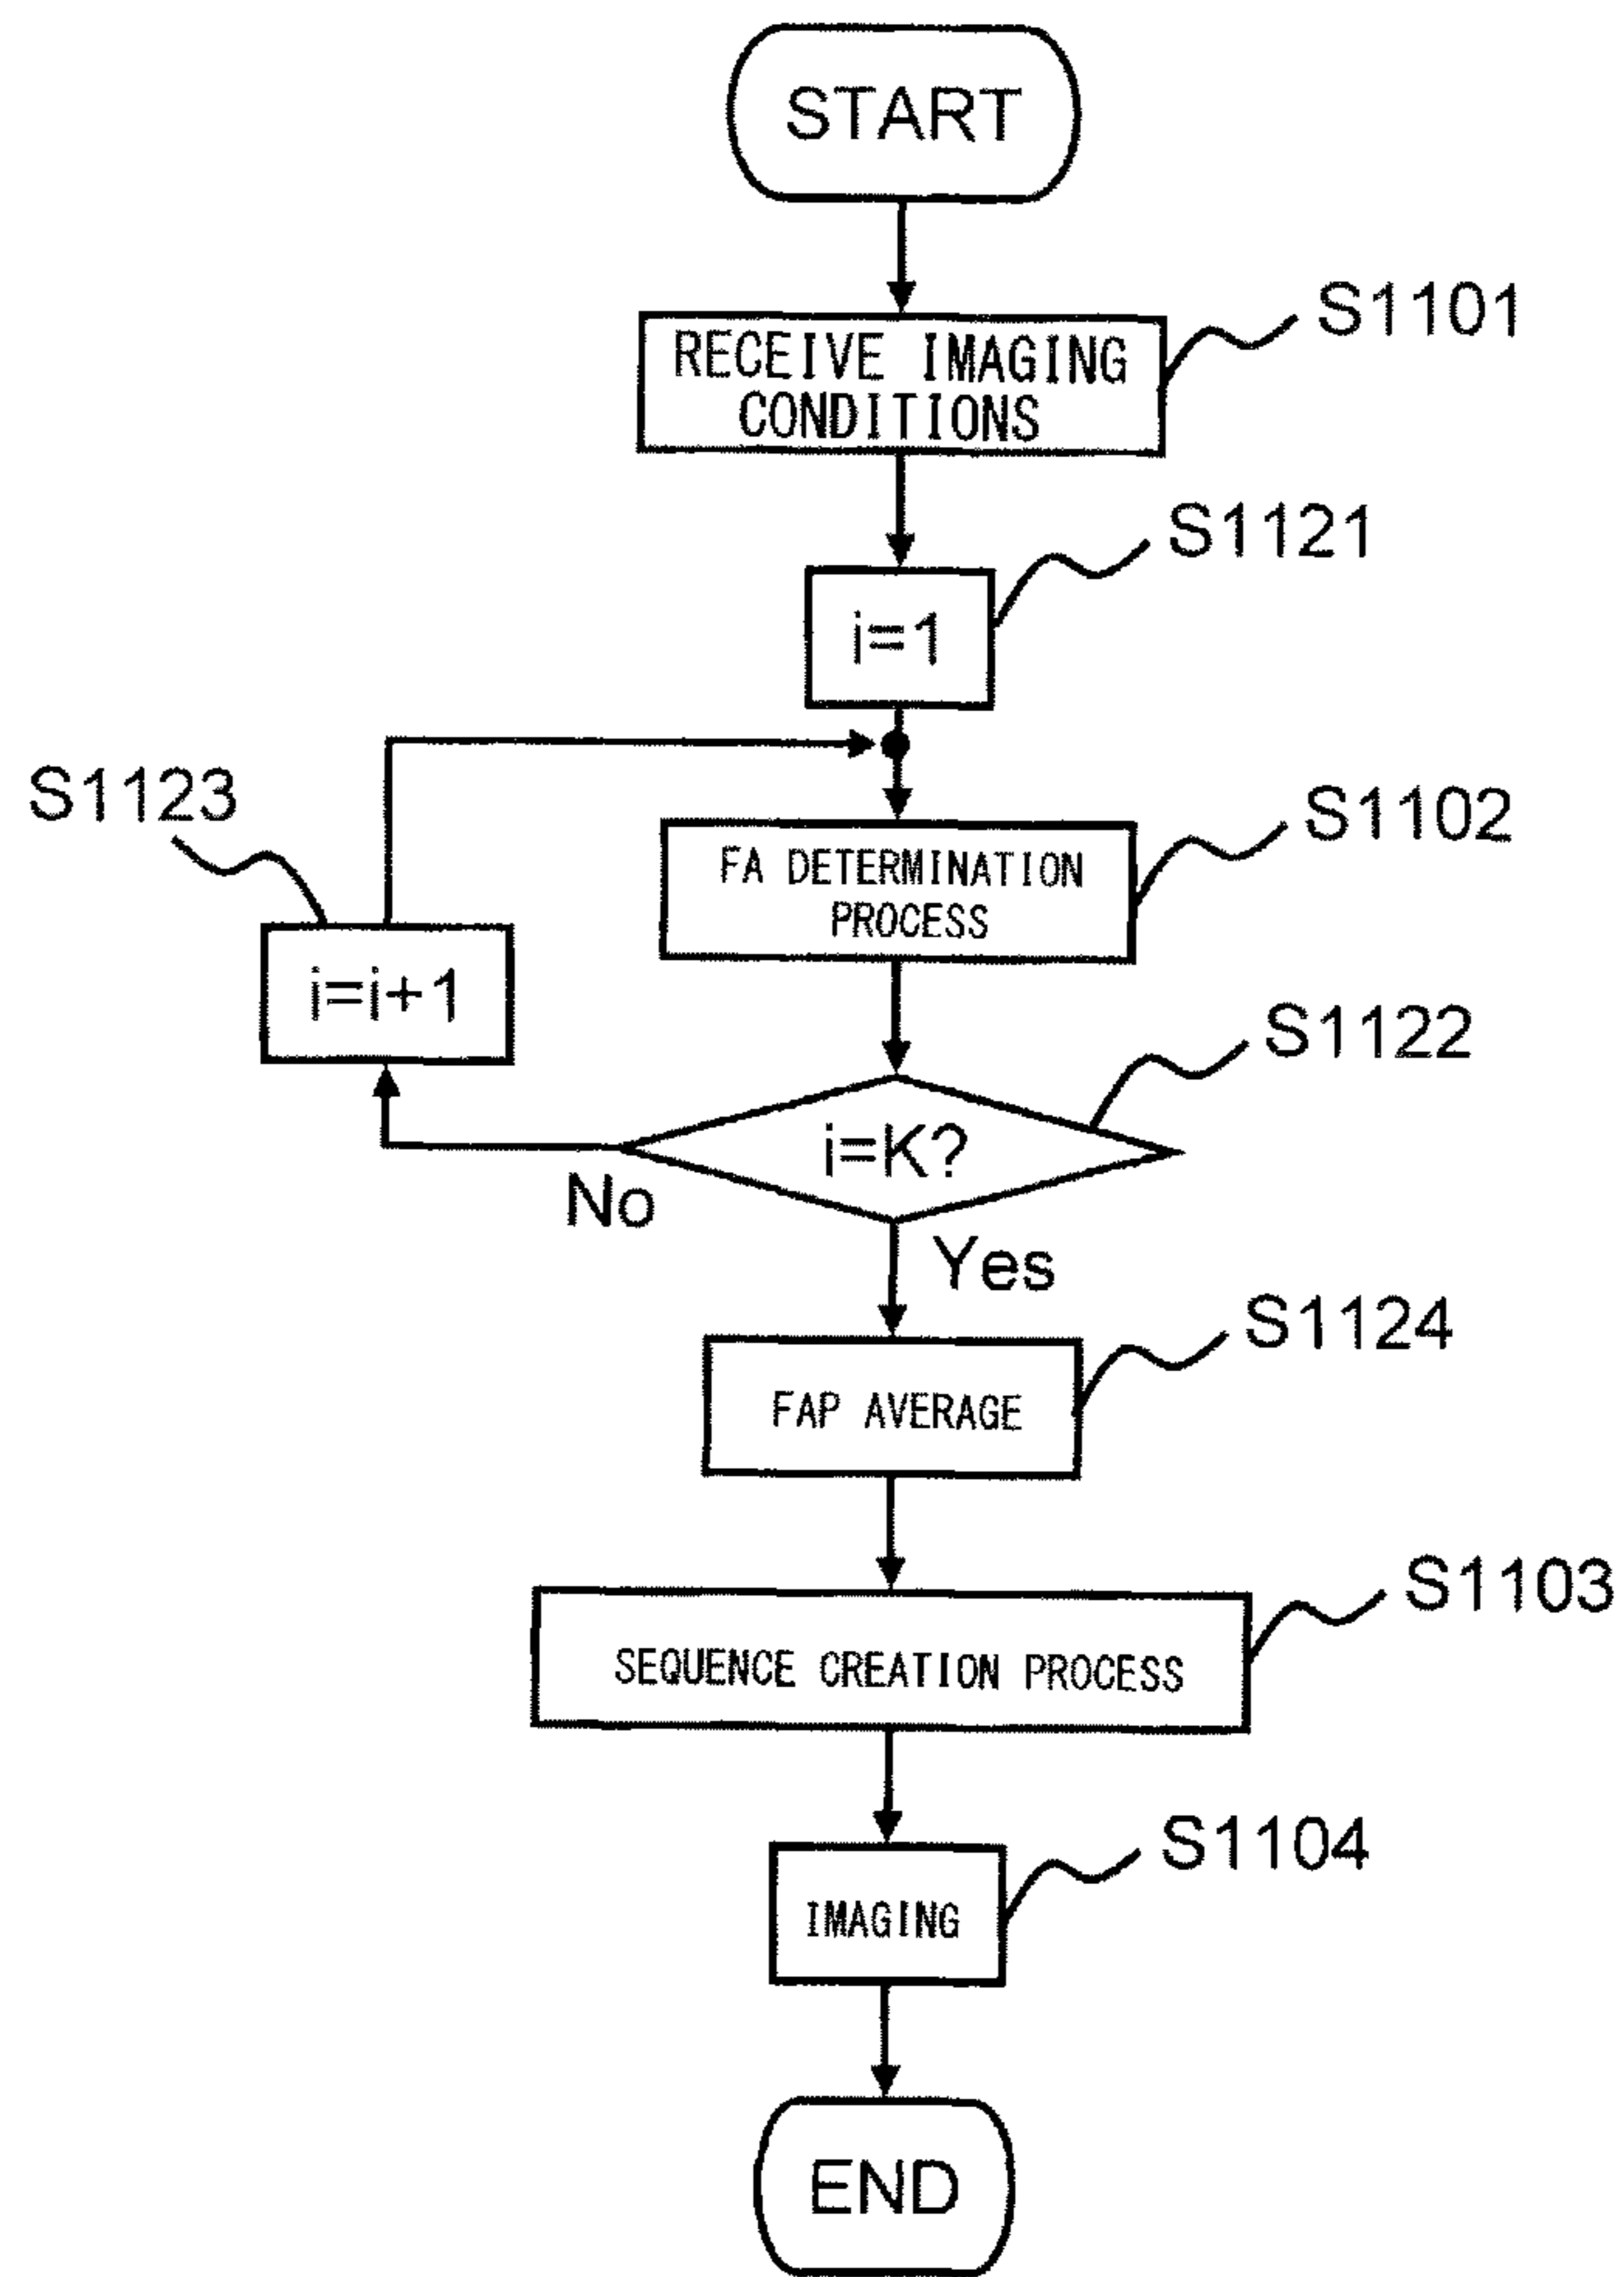 START
S1101
RECEIVE IMAGING
CONDITIONS
S1121
i=1
S1123
S1102
FA DETERMINATION
PROCESS
i=i+1
S1122
i=K?
No
Yes
S1124
FAP AVERAGE
S1103
SEQUENCE CREATION PROCESS
S1104
IMAGING
END